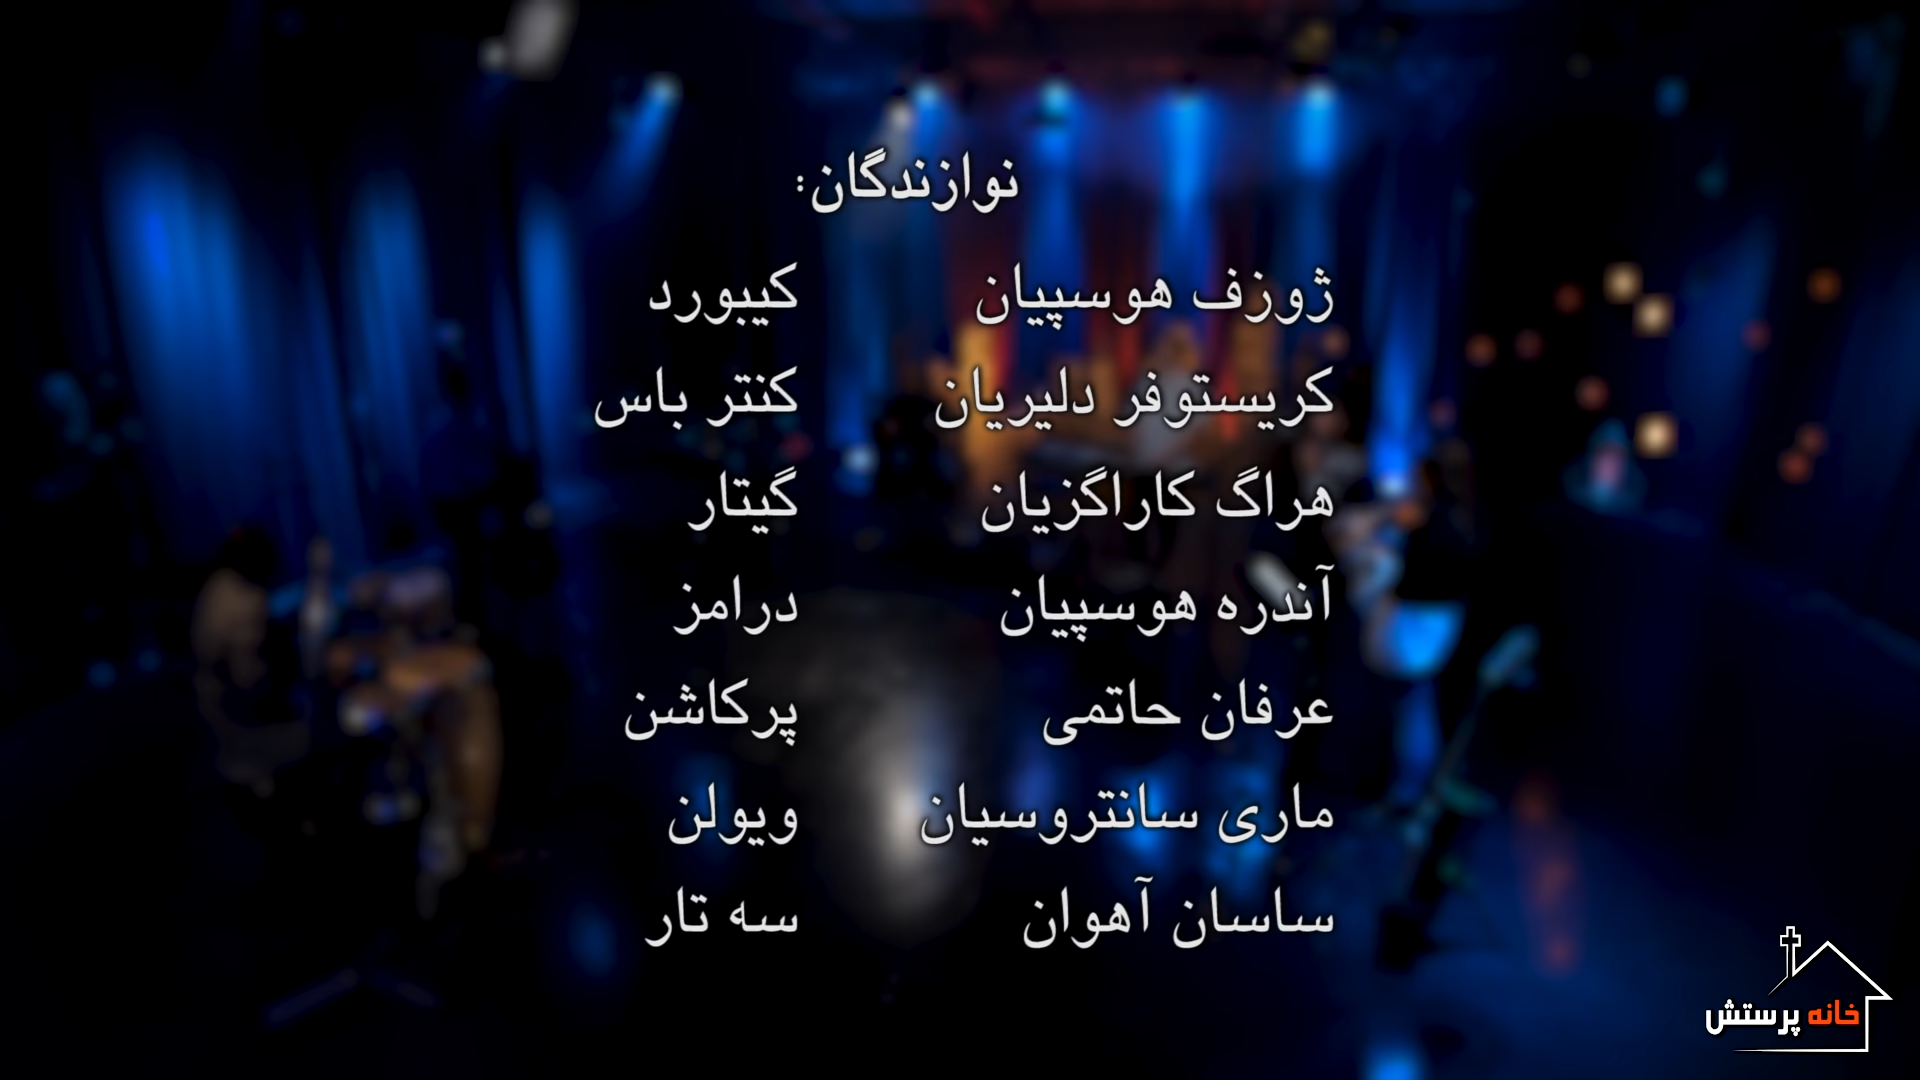 نوازندگان:
ژوزف هوسپیان کیبورد
کریستوفر دلیریان کنتر باس
هراگ کاراگزیان گیتار
آندره هوسپیان درامز
عرفان حاتمی پرکاشن
ماری سانتروسیان ویولن
ساسان آهوان سه تار
خانه پرستش